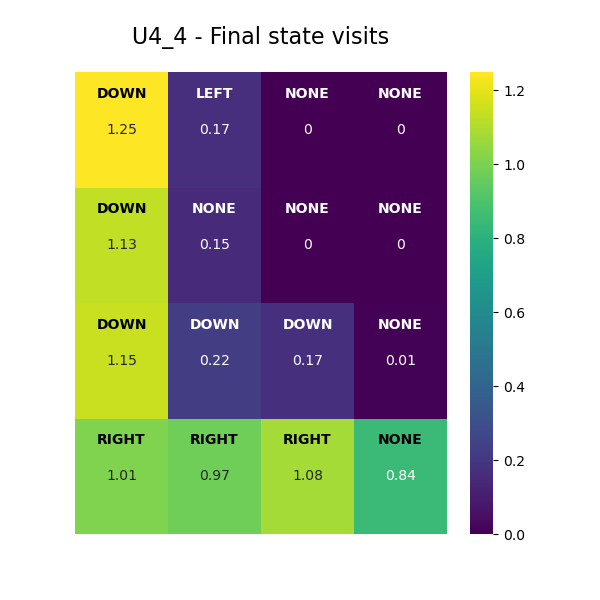 U4_4 - Final state visits
DOWN LEFT NONE NONE
1.25 0.17 0 0
DOWN NONE NONE NONE
1.13 0.15 0 0
DOWN DOWN DOWN NONE
1.15 0.22 0.17 0.01
RIGHT RIGHT RIGHT NONE
1.01 0.97 1.08 0.84
1.2
1.0
0.8
0.6
0.4
0.2
0.0